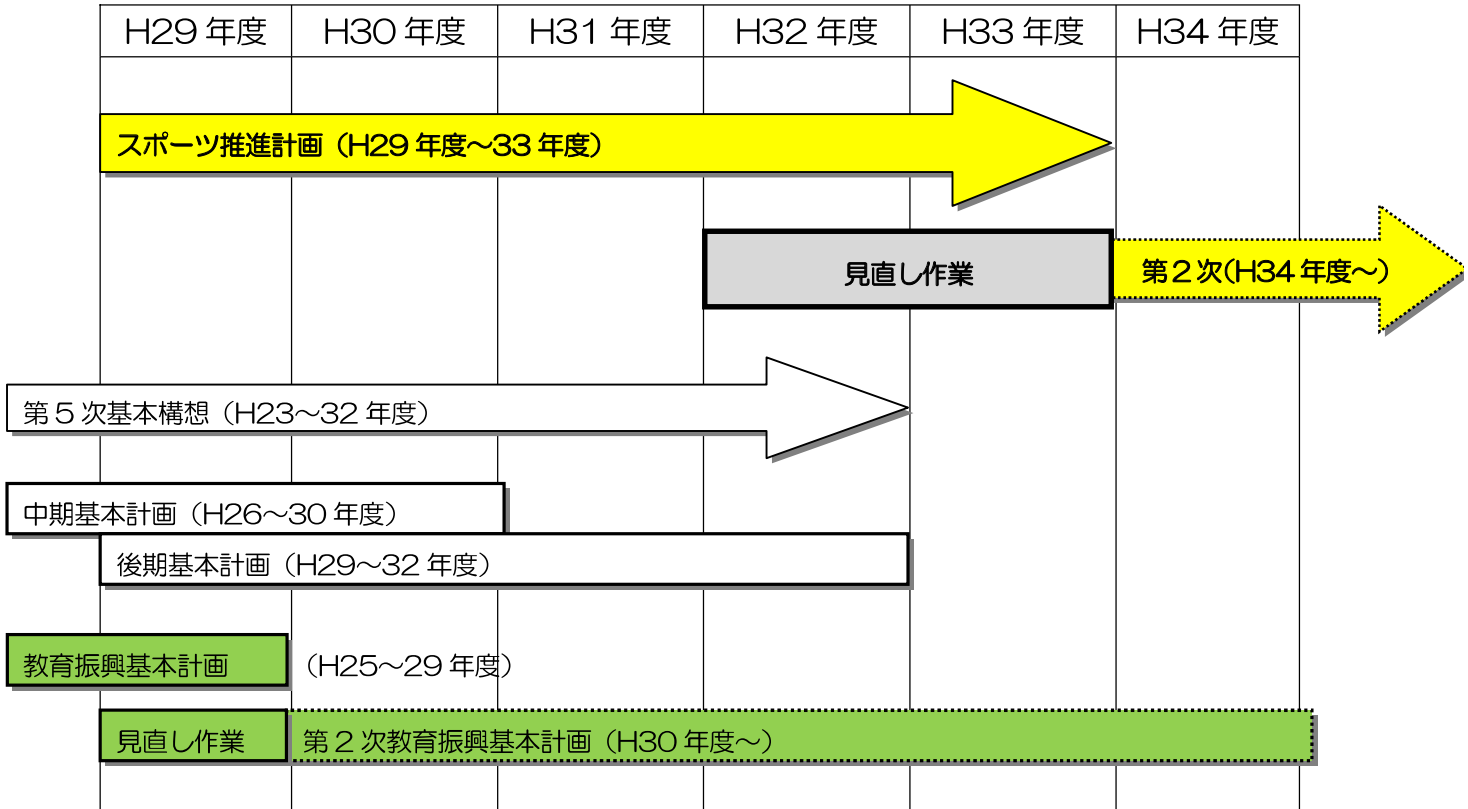 H29 年度 H30 年度 H31 年度 H32 年度 H33 年度 H34 年度
スポーツ推進計画（H29 年度～33 年度）
見直し作業 第２次(H34 年度～)
第５次基本構想（H23～32 年度）
中期基本計画（H26～30 年度）
後期基本計画（H29～32 年度）
教育振興基本計画 （H25～29 年度）
見直し作業 第２次教育振興基本計画（H30 年度～）